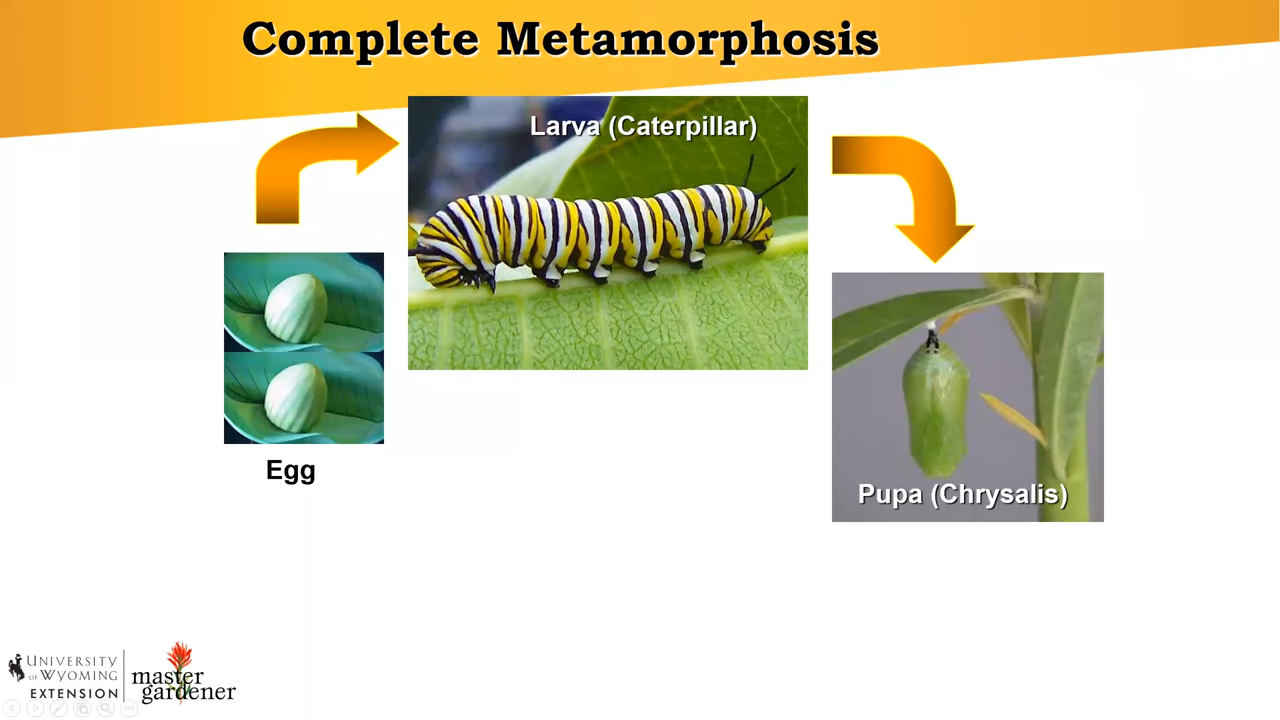 Complete Metamorphosis
Larva (Caterpillar)
Egg
Pupa (Chrysalis)
UNIVERSITY
OF WYOMING
EXTENSION
master
gardener